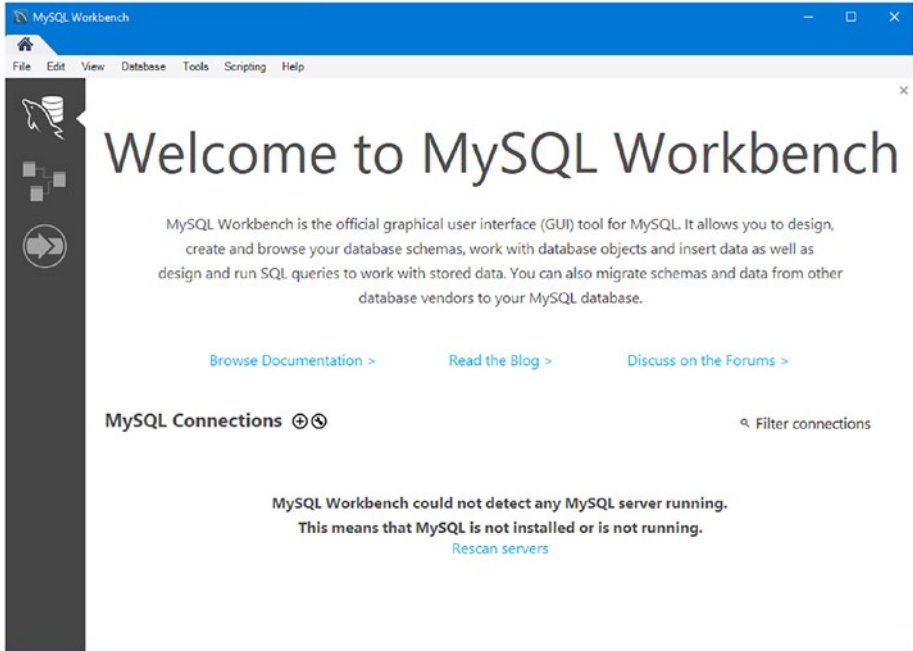 MySQL Workbench
File Edit View Database Tools Scripting Help
Welcome to MySQL Workbench
MySQL Workbench is the official graphical user interface (GUI) tool for MySQL. It allows you to design,
create and browse your database schemas, work with database objects and insert data as well as
design and run SQL queries to work with stored data. You can also migrate schemas and data from other
database vendors to your MySQL database.
Browse Documentation > Read the Blog > Discuss on the Forums >
MySQL Connections Filter connections
MySQL Workbench could not detect any MySQL server running.
This means that MySQL is not installed or is not running.
Rescan servers